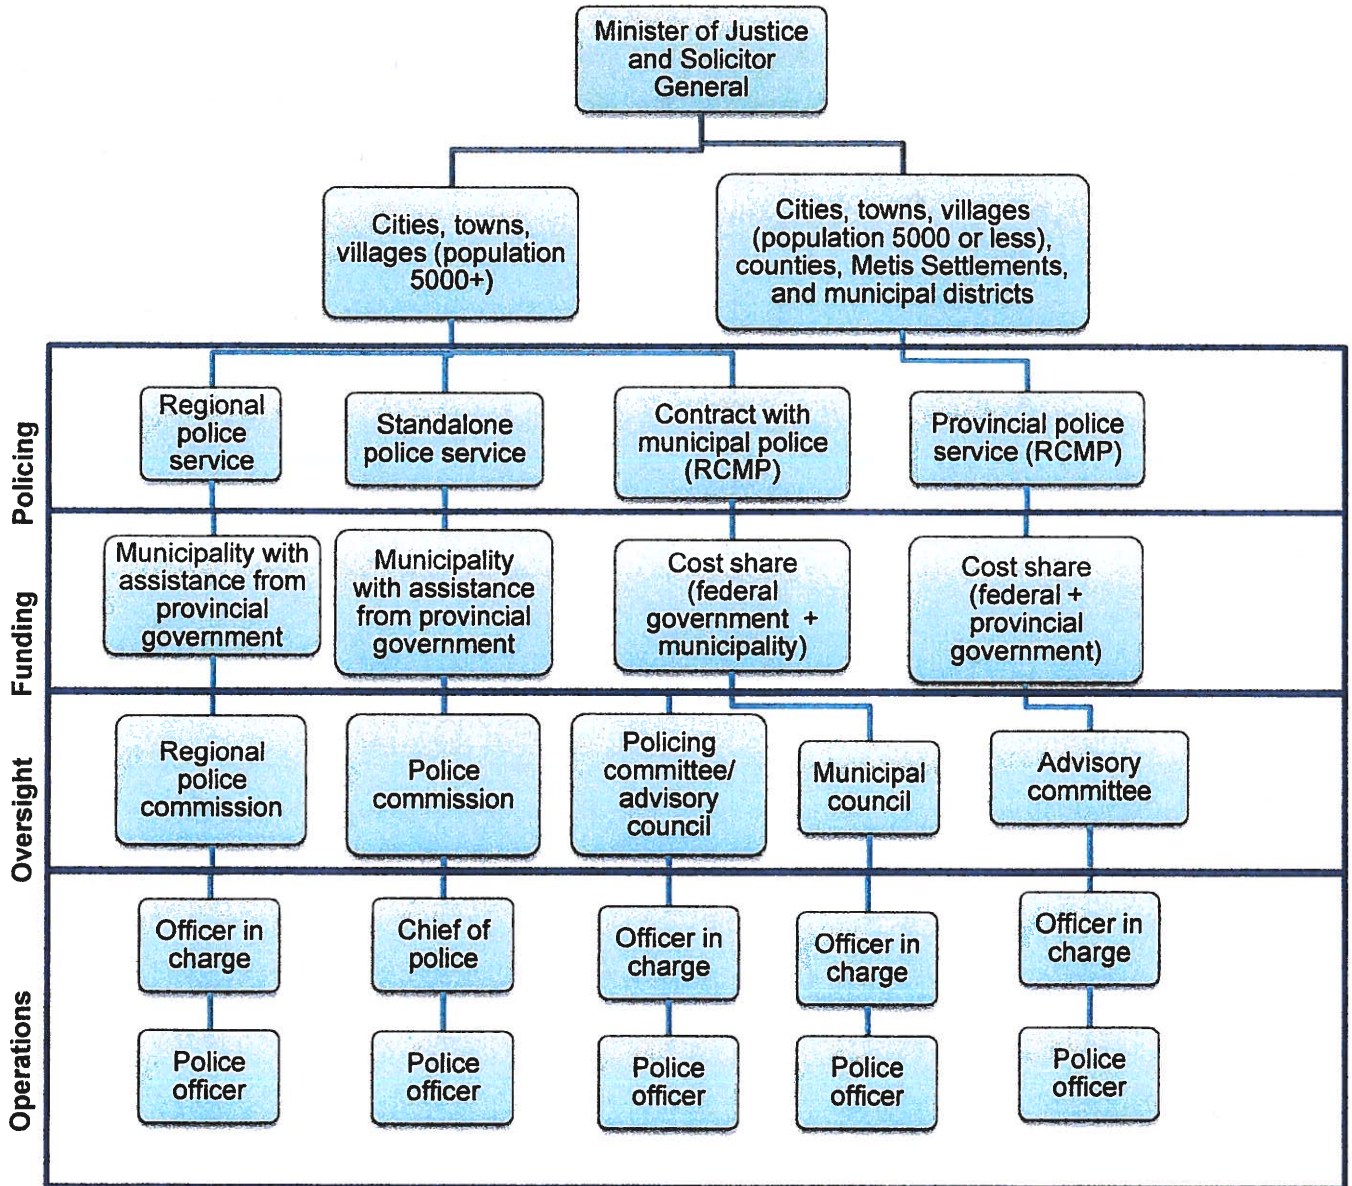 Minister of Justice
and Solicitor
General
Cities, towns,
villages (population
5000+)
Cities, towns, villages
(population 5000 or less),
counties, Metis Settlements,
and municipal districts
Policing
Regional
police
service
Standalone
police service
Contract with
municipal police
(RCMP)
Provincial police
service (RCMP)
Funding
Municipality with
assistance from
provincial
government
Municipality
with assistance
from provincial
government
Cost share
(federal
government +
municipality)
Cost share
(federal +
provincial
government)
Oversight
Regional
police
commission
Police
commission
Policing
committee/
advisory
council
Municipal
council
Advisory
committee
Operations
Officer in
charge
Chief of
police
Officer in
charge
Officer in
charge
Officer in
charge
Police
officer
Police
officer
Police
officer
Police
officer
Police
officer